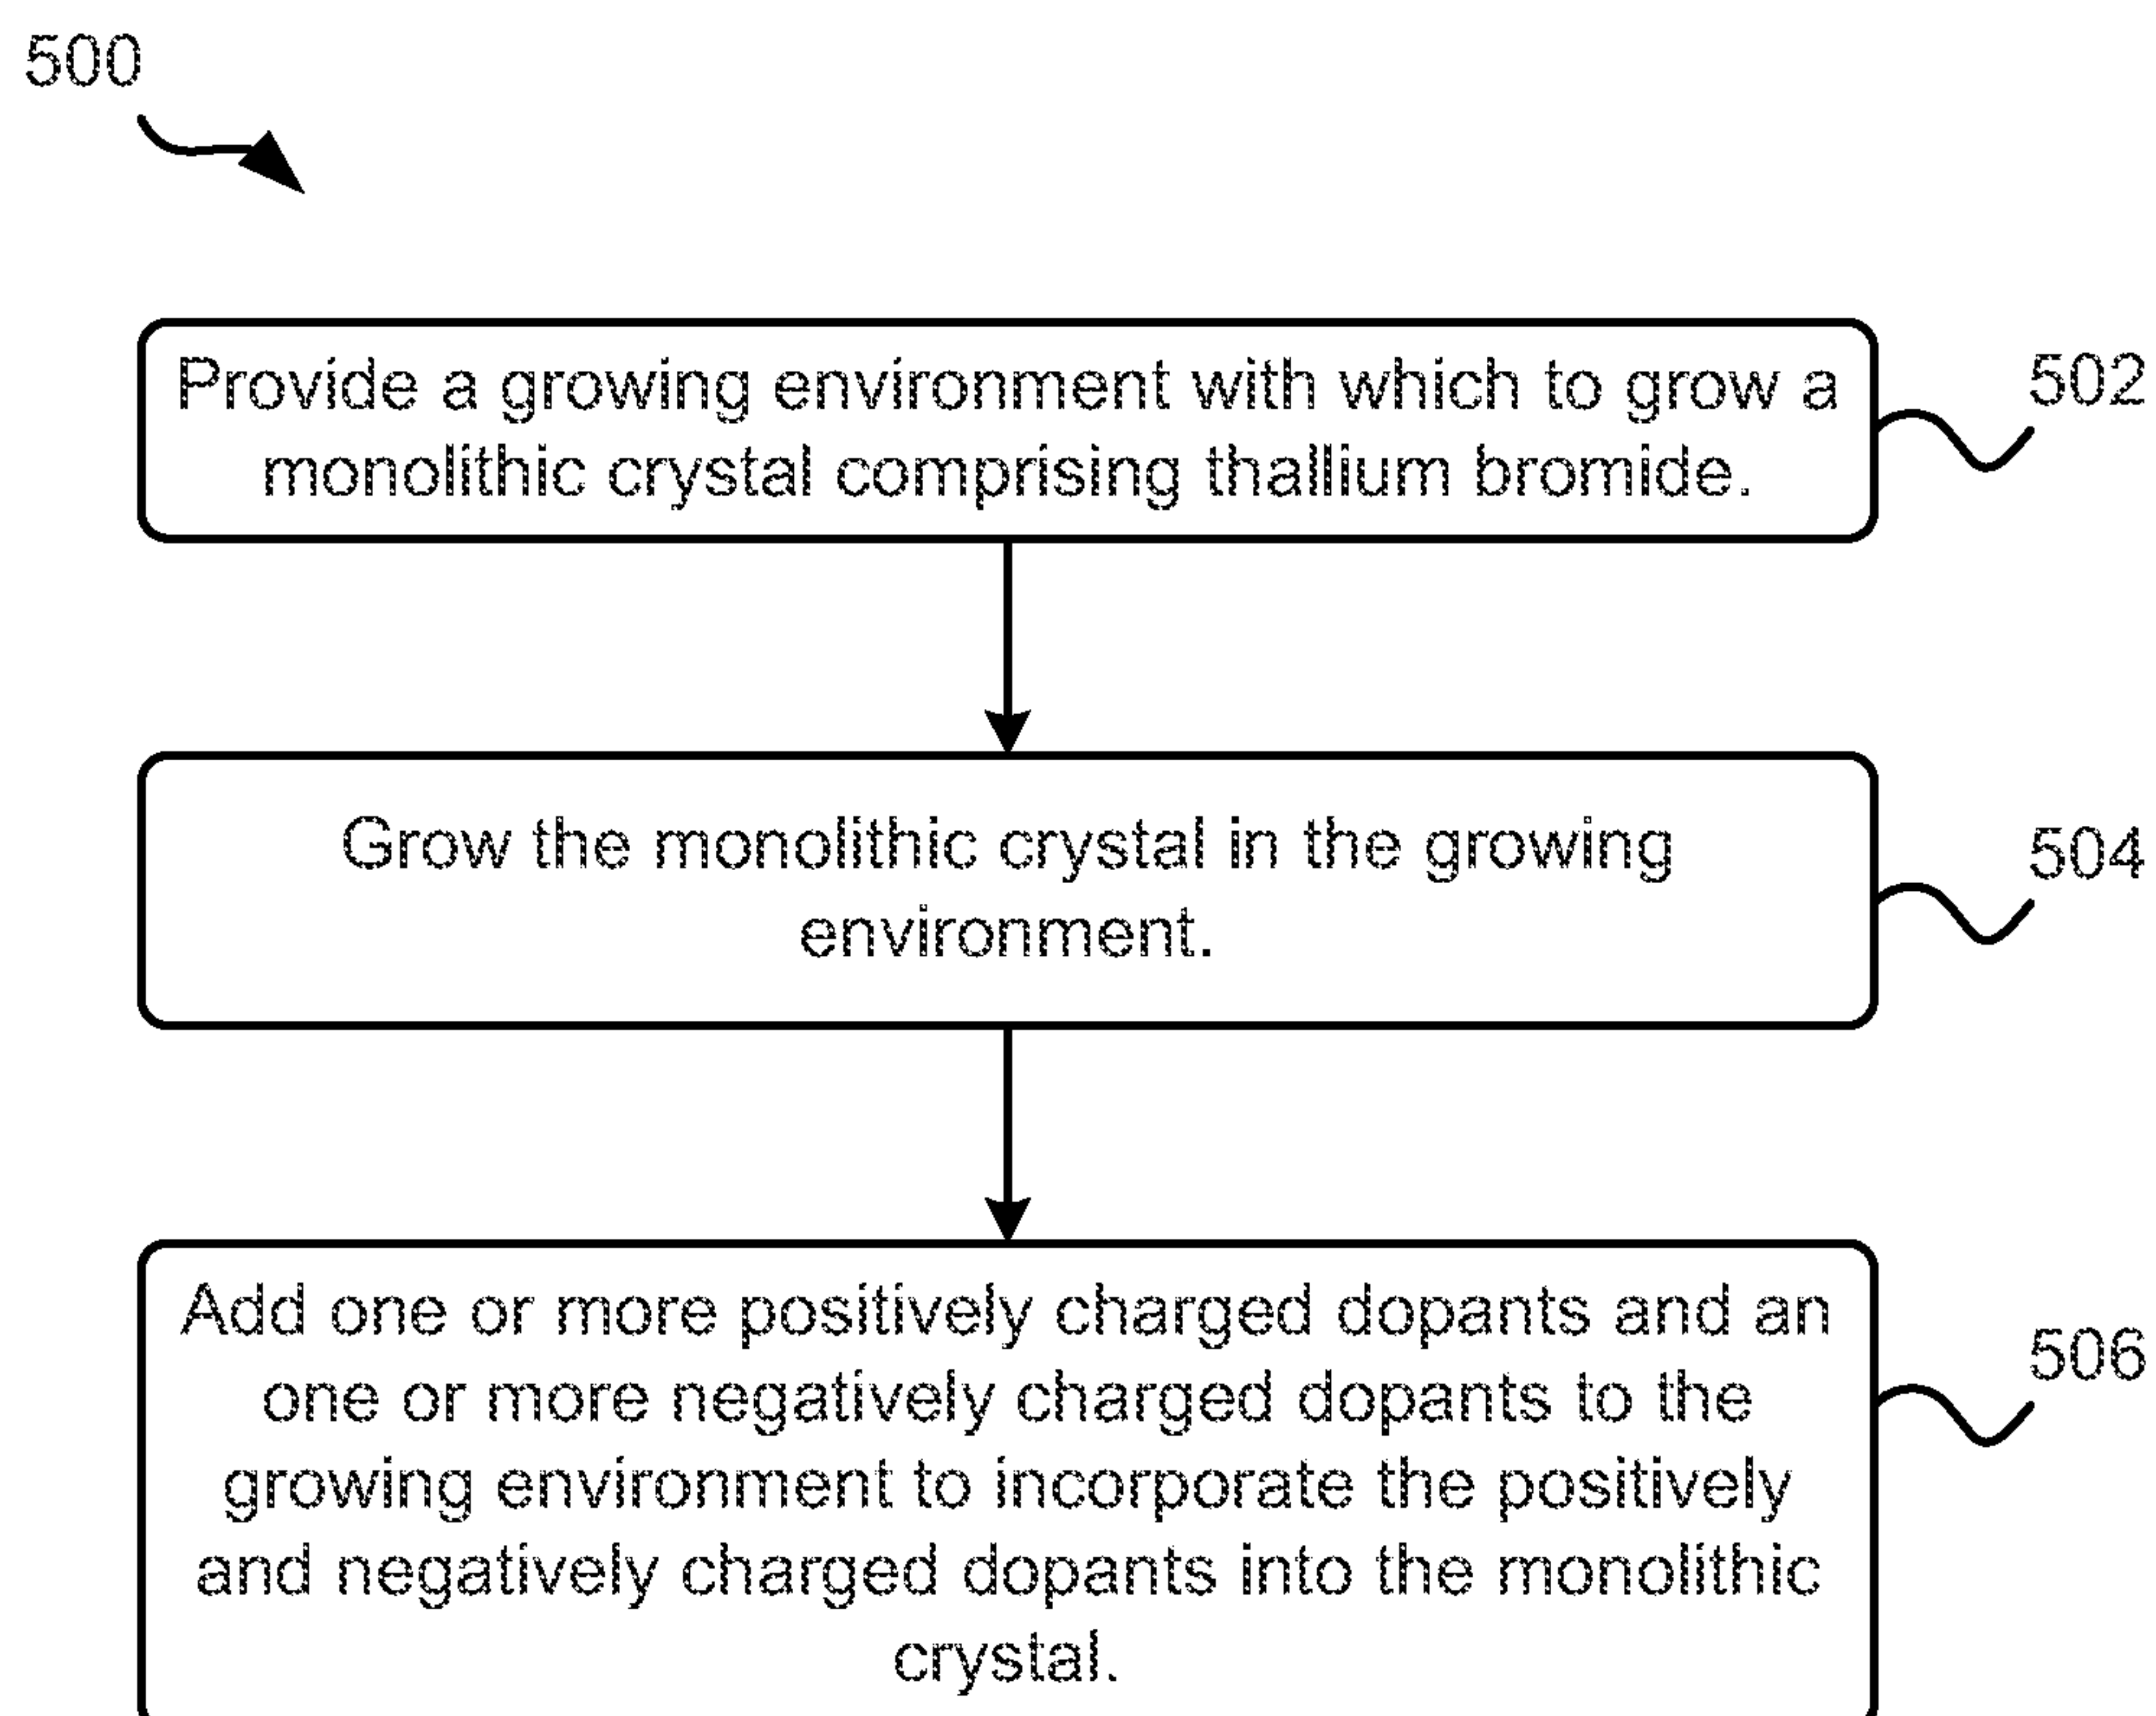 500
Provide a growing environment with which to grow a
monolithic crystal comprising thallium bromide.
502
Grow the monolithic crystal in the growing
environment.
504
Add one or more positively charged dopants and an
one or more negatively charged dopants to the
growing environment to incorporate the positively
and negatively charged dopants into the monolithic
crystal.
506